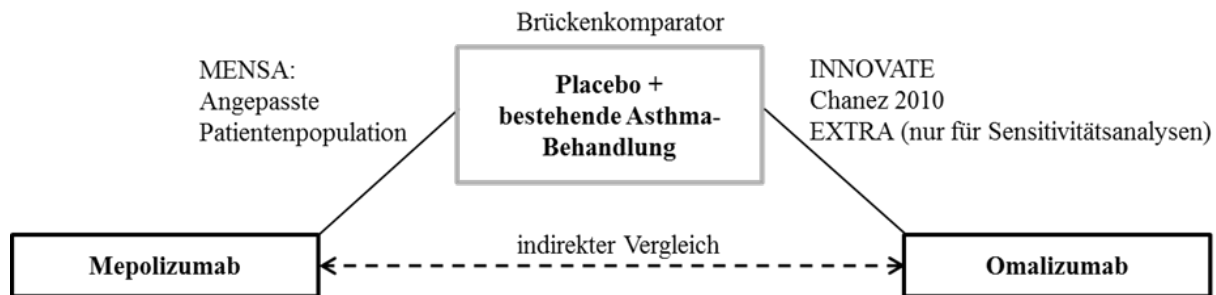 Brückenkomparator
MENSA:
Angepasste
Patientenpopulation
Placebo +
bestehende Asthma-
Behandlung
INNOVATE
Chanez 2010
EXTRA (nur für Sensitivitätsanalysen)
Mepolizumab
indirekter Vergleich
Omalizumab